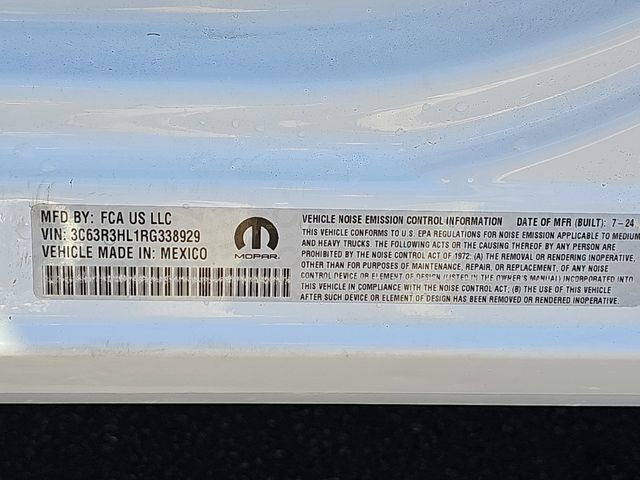 MFD BY: FCA US LLC
VIN: 3C63R3HL1RG338929
VEHICLE MADE IN: MEXICO
MOPAR
VEHICLE NOISE EMISSION CONTROL INFORMATION DATE OF MFR (BUILT): 7-24
THIS VEHICLE CONFORMS TO U.S. EPA REGULATIONS FOR NOISE EMISSION APPLICABLE TO MEDIUM
AND HEAVY TRUCKS. THE FOLLOWING ACTS OR THE CAUSING THEREOF BY ANY PERSON ARE
PROHIBITED BY THE NOISE CONTROL ACT OF 1972: (A) THE REMOVAL OR RENDERING INOPERATIVE,
OTHER THAN FOR PURPOSES OF MAINTENANCE, REPAIR, OR REPLACEMENT, OF ANY NOISE
CONTROL DEVICE OR ELEMENT OF DESIGN (LISTED IN THE OWNER'S MANUAL) INCORPORATED INTO
THIS VEHICLE IN COMPLIANCE WITH THE NOISE CONTROL ACT; (B) THE USE OF THIS VEHICLE
AFTER SUCH DEVICE OR ELEMENT OF DESIGN HAS BEEN REMOVED OR RENDERED INOPERATIVE.